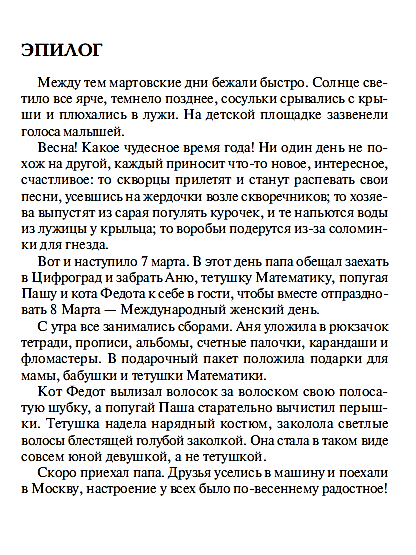 ЭПИЛОГ
Между тем мартовские дни бежали быстро. Солнце све-
тило все ярче, темнело позднее, сосульки срывались с кры-
ши и плюхались в лужи. На детской площадке зазвенели
голоса малышей.
Весна! Какое чудесное время года! Ни один день не по-
хож на другой, каждый приносит что-то новое, интересное,
счастливое: то скворцы прилетят и станут распевать свои
песни, усевшись на жердочки возле скворечников; то хозяе-
ва выпустят из сарая погулять курочек, и те напьются воды
из лужицы у крыльца; то воробьи подерутся из-за соломин-
ки для гнезда.
Вот и наступило 7 марта. В этот день папа обещал заехать
в Цифроград и забрать Аню, тетушку Математику, попугая
Пашу и кота Федота к себе в гости, чтобы вместе отпраздно-
вать 8 Марта — Международный женский день.
С утра все занимались сборами. Аня уложила в рюкзачок
тетради, прописи, альбомы, счетные палочки, карандаши и
фломастеры. В подарочный пакет положила подарки для
мамы, бабушки и тетушки Математики.
Кот Федот вылизал волосок за волоском свою полоса-
тую шубку, а попугай Паша старательно вычистил перыш-
ки. Тетушка надела нарядный костюм, заколола светлые
волосы блестящей голубой заколкой. Она стала в таком виде
совсем юной девушкой, а не тетушкой.
Скоро приехал папа. Друзья уселись в машину и поехали
в Москву, настроение у всех было по-весеннему радостное!